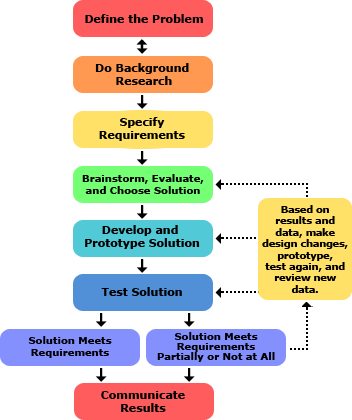 Define the Problem
Do Background
Research
Specify
Requirements
Brainstorm, Evaluate,
and Choose Solution
Develop and
Prototype Solution
Based on
results and
data, make
design changes,
prototype,
test again, and
review new
data.
Test Solution
Solution Meets
Requirements
Solution Meets
Requirements
Partially or Not at All
Communicate
Results